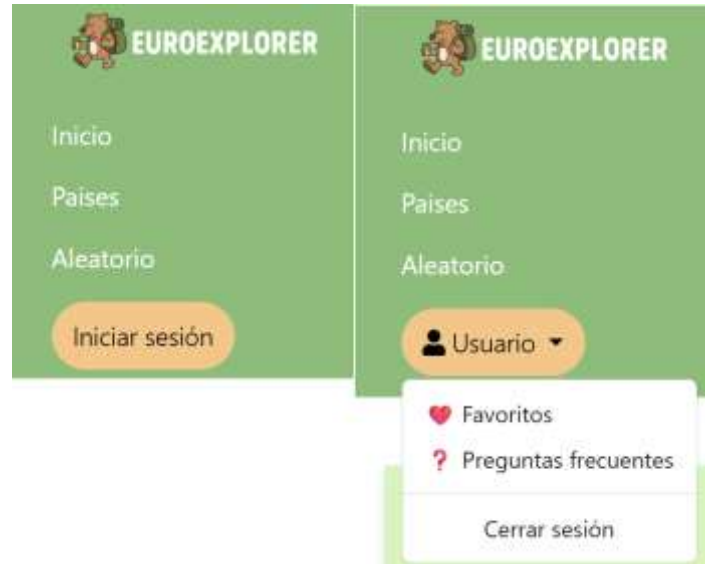 EUROEXPLORER
Inicio
Paises
Aleatorio
Iniciar sesión
EUROEXPLORER
Inicio
Paises
Aleatorio
Usuario
Favoritos
Preguntas frecuentes
Cerrar sesión